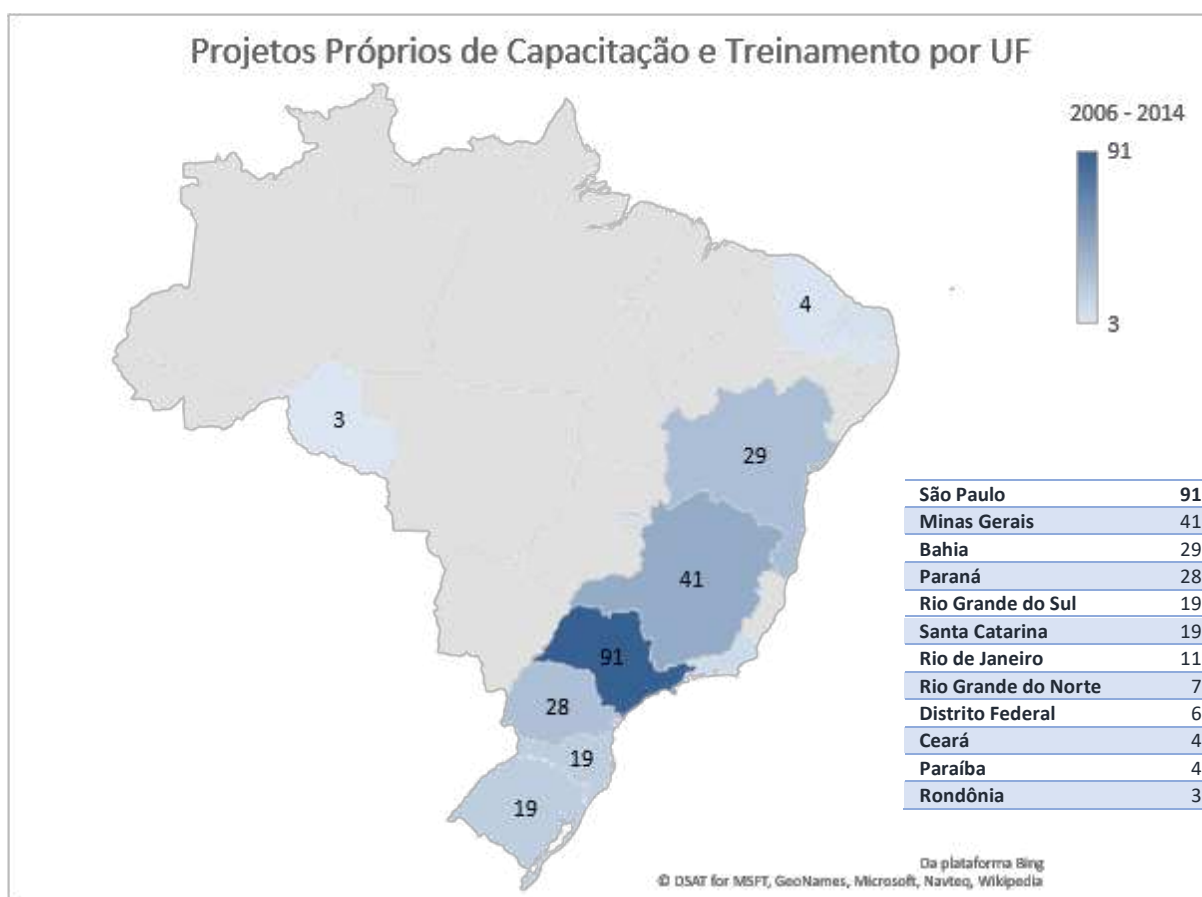 Projetos Próprios de Capacitação e Treinamento por UF
2006 - 2014
91
3
4
3
29
41
91
28
19
19
São Paulo 91
Minas Gerais 41
Bahia 29
Paraná 28
Rio Grande do Sul 19
Santa Catarina 19
Rio de Janeiro 11
Rio Grande do Norte 7
Distrito Federal 6
Ceará 4
Paraíba 4
Rondônia 3
Da plataforma Bing
© DSAT for MSFT, GeoNames, Microsoft, Navteq, Wikipedia